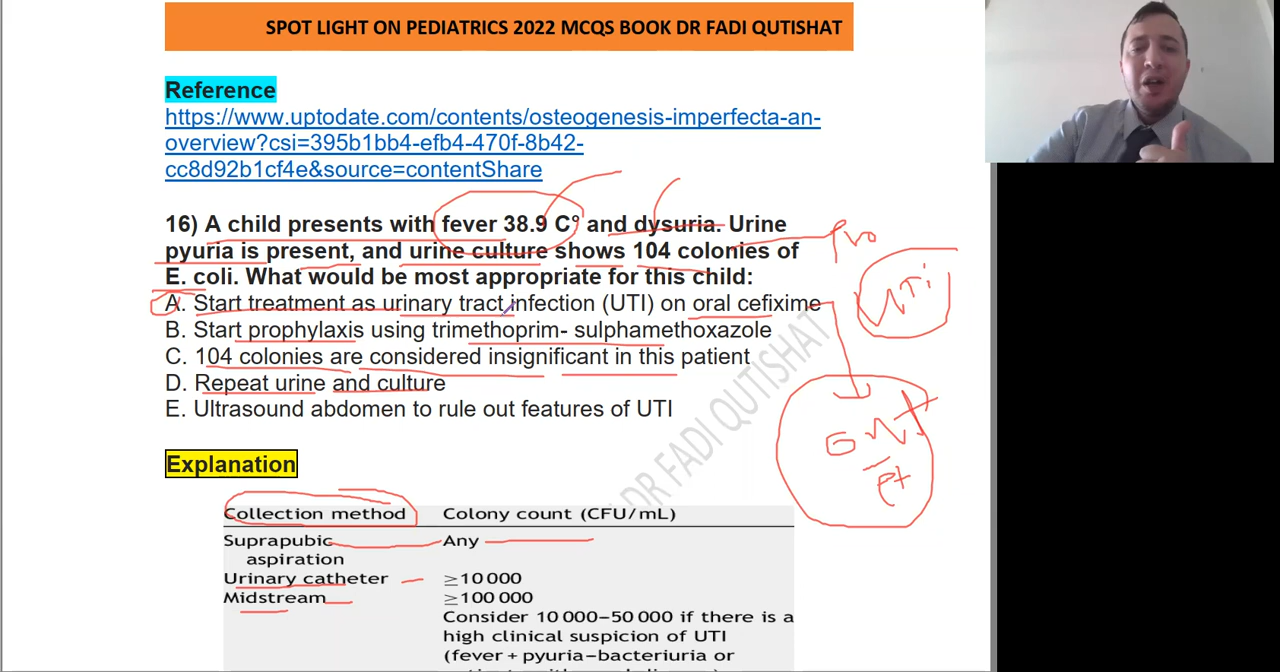 SPOT LIGHT ON PEDIATRICS 2022 MCQS BOOK DR FADI QUTISHAT
Reference
https://www.uptodate.com/contents/osteogenesis-imperfecta-an-
overview?csi=395b1bb4-efb4-470f-8b42-
cc8d92b1cf4e&source=contentShare
16) A child presents with fever 38.9 C° and dysuria. Urine
pyuria is present, and urine culture shows 104 colonies of
E. coli. What would be most appropriate for this child:
A. Start treatment as urinary tract infection (UTI) on oral cefixime
B. Start prophylaxis using trimethoprim- sulphamethoxazole
C. 104 colonies are considered insignificant in this patient
D. Repeat urine and culture
E. Ultrasound abdomen to rule out features of UTI
UTi
DR FADI QUTISHAT
Explanation
Collection method Colony count (CFU/mL)
Suprapubic Any
aspiration
Urinary catheter ≥10 000
Midstream ≥100 000
Consider 10 000–50 000 if there is a
high clinical suspicion of UTI
(fever + pyuria–bacteriuria or